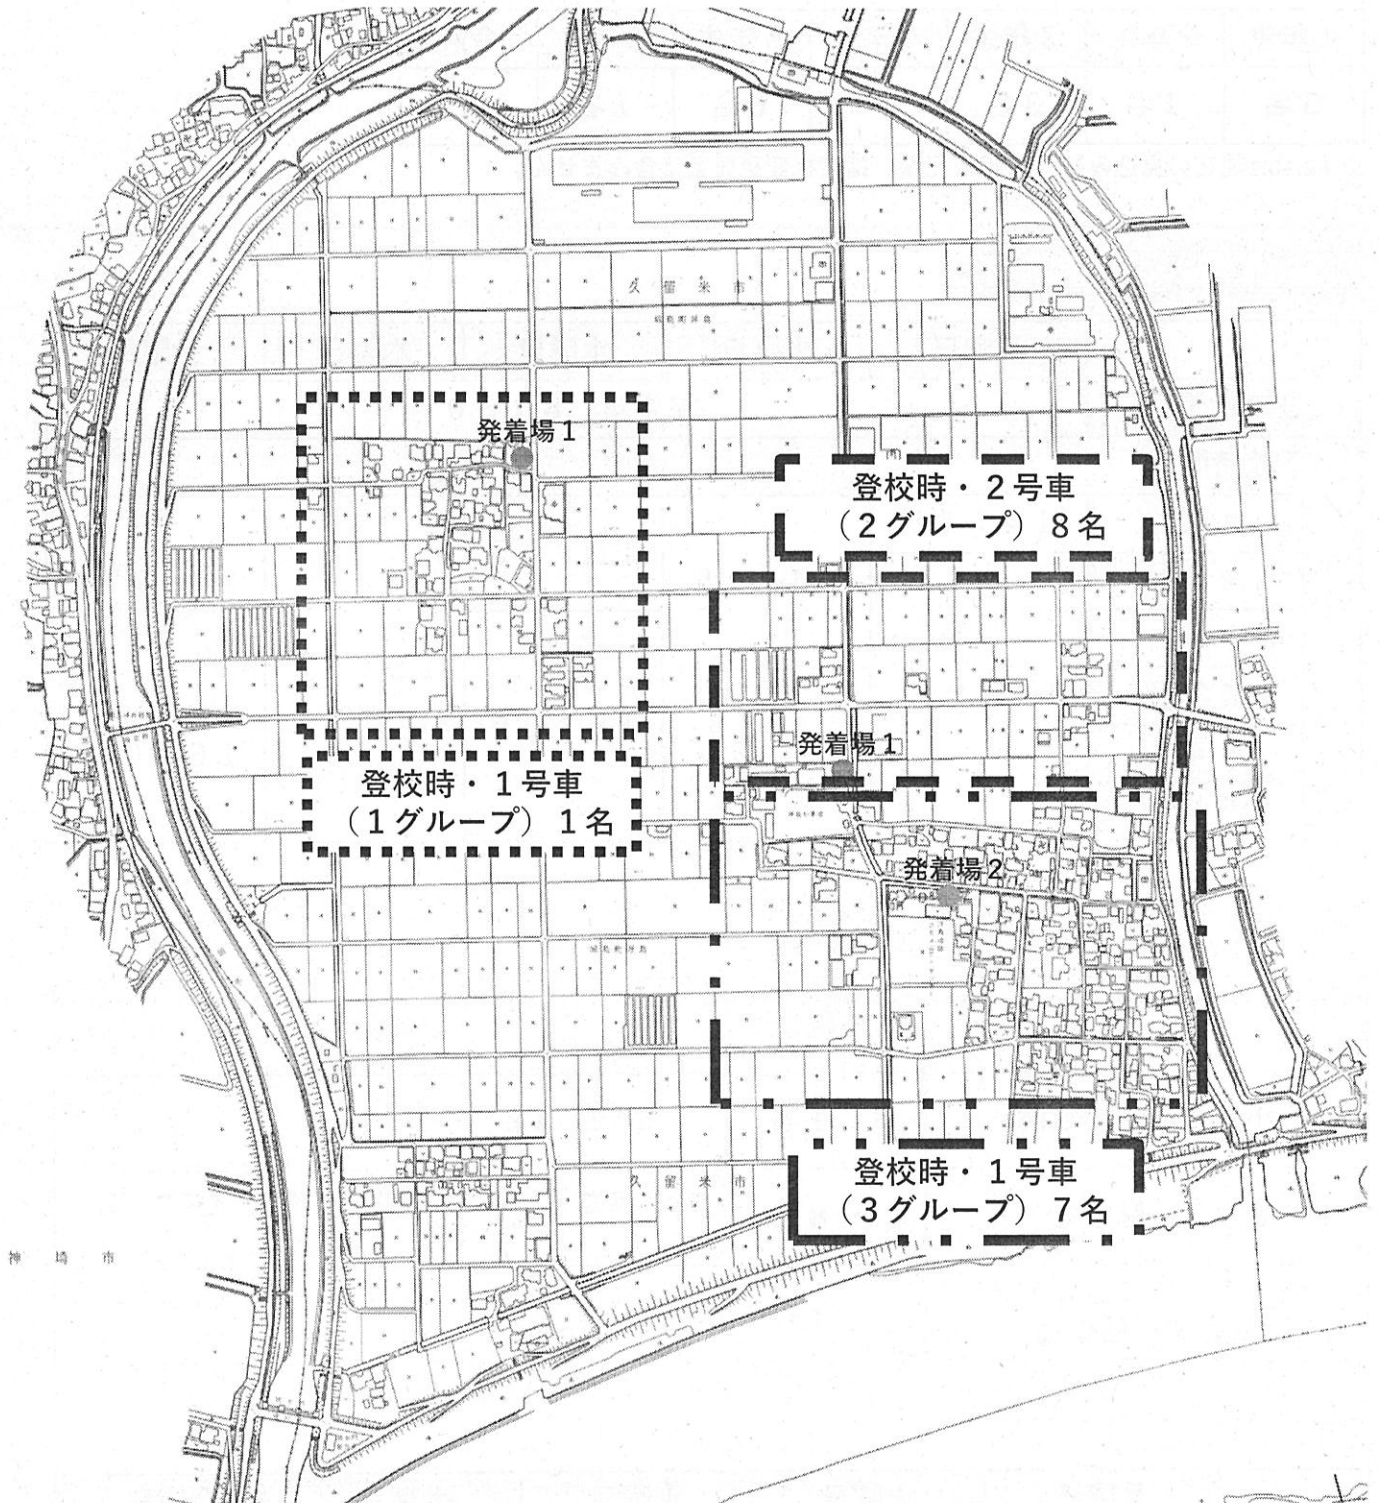 久留米市
発着場1
登校時・2号車
(2グループ) 8名
発着場1
登校時・1号車
(1グループ) 1名
発着場2
登校時・1号車
(3グループ) 7名
久留米市
神埼市